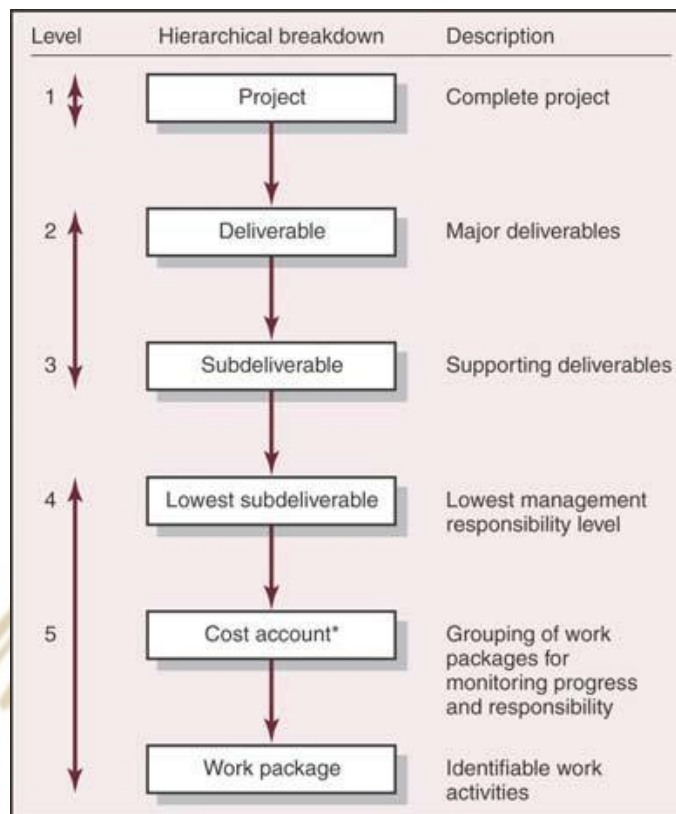 Level Hierarchical breakdown Description
1 Project Complete project
2 Deliverable Major deliverables
3 Subdeliverable Supporting deliverables
4 Lowest subdeliverable Lowest management
responsibility level
5 Cost account* Grouping of work
packages for
monitoring progress
and responsibility
Work package Identifiable work
activities